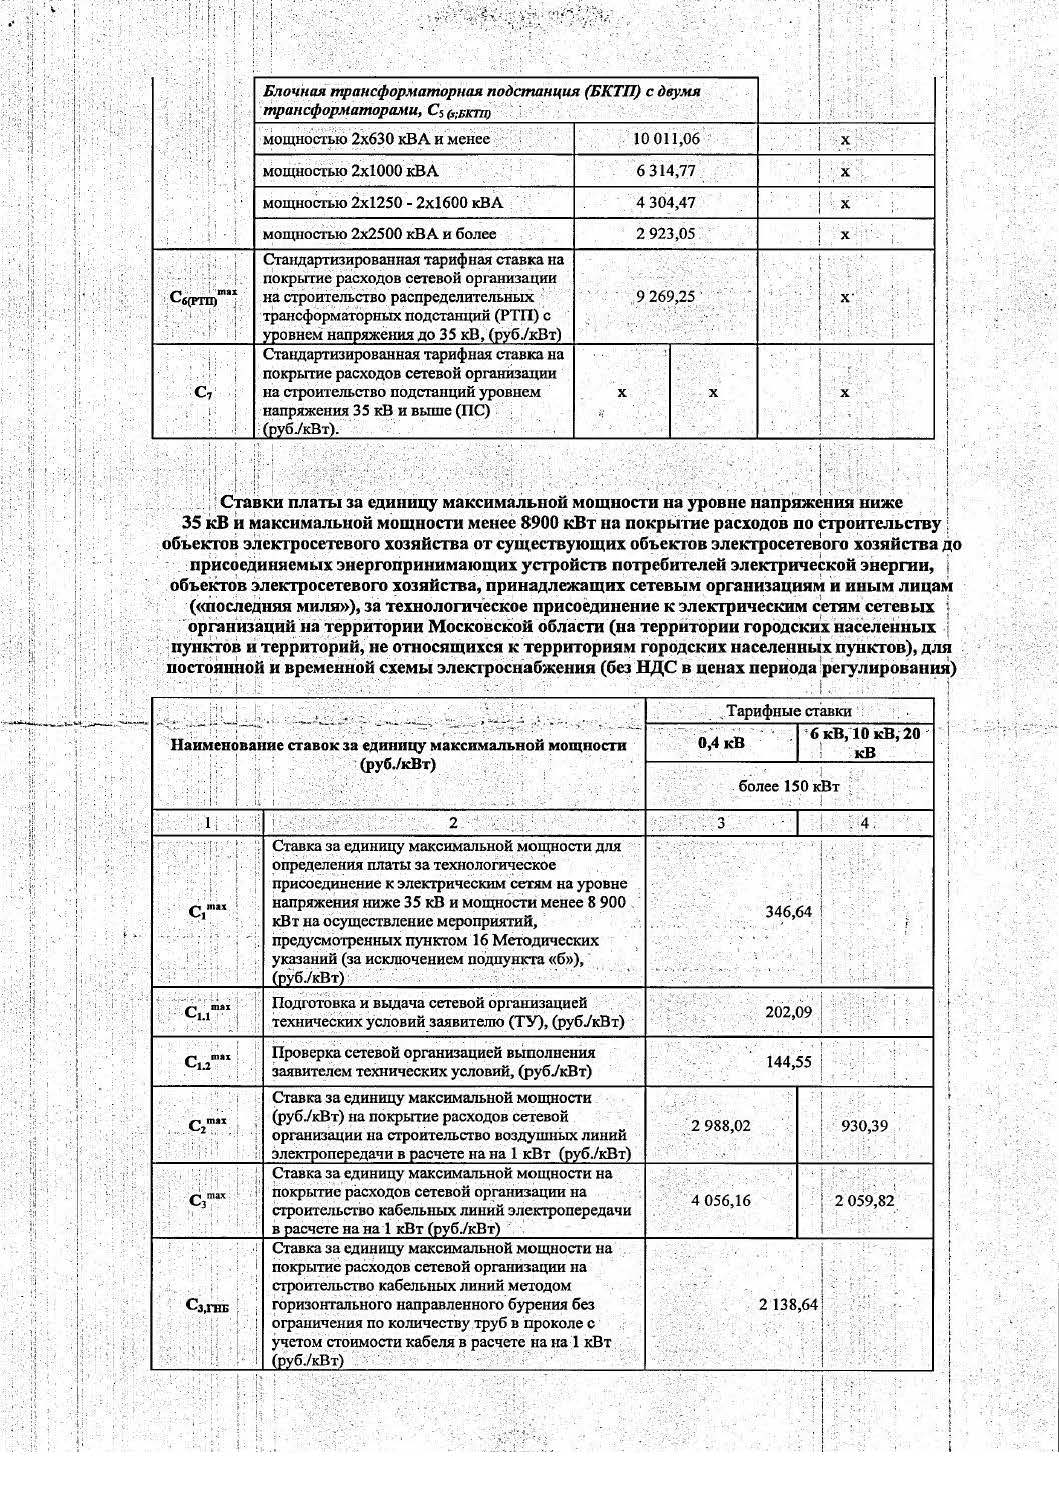 Блочная трансформаторная подстанция (БКТП) с двумя
трансформаторами, С5 (s;БКТП)
мощностью 2х630 кВА и менее 10 011,06 х
мощностью 2х1000 кВА 6 314,77 х
мощностью 2х1250 - 2х1600 кВА 4 304,47 х
мощностью 2х2500 кВА и более 2 923,05 х
С6(РТП)max
Стандартизированная тарифная ставка на
покрытие расходов сетевой организации
на строительство распределительных
трансформаторных подстанций (РТП) с
уровнем напряжения до 35 кВ, (руб./кВт)
9 269,25 х
С7
Стандартизированная тарифная ставка на
покрытие расходов сетевой организации
на строительство подстанций уровнем
напряжения 35 кВ и выше (ПС)
(руб./кВт).
х х х
Ставки платы за единицу максимальной мощности на уровне напряжения ниже
35 кВ и максимальной мощности менее 8900 кВт на покрытие расходов по строительству
объектов электросетевого хозяйства от существующих объектов электросетевого хозяйства до
присоединяемых энергопринимающих устройств потребителей электрической энергии,
объектов электросетевого хозяйства, принадлежащих сетевым организациям и иным лицам
(«последняя миля»), за технологическое присоединение к электрическим сетям сетевых
организаций на территории Московской области (на территории городских населенных
пунктов и территорий, не относящихся к территориям городских населенных пунктов), для
постоянной и временной схемы электроснабжения (без НДС в ценах периода регулирования)
Наименование ставок за единицу максимальной мощности
(руб./кВт)
Тарифные ставки
0,4 кВ
6 кВ, 10 кВ, 20
кВ
более 150 кВт
1 2 3 4
С1max
Ставка за единицу максимальной мощности для
определения платы за технологическое
присоединение к электрическим сетям на уровне
напряжения ниже 35 кВ и мощности менее 8 900
кВт на осуществление мероприятий,
предусмотренных пунктом 16 Методических
указаний (за исключением подпункта «б»),
(руб./кВт)
346,64
С1.1max
Подготовка и выдача сетевой организацией
технических условий заявителю (ТУ), (руб./кВт)
202,09
С1.2max
Проверка сетевой организацией выполнения
заявителем технических условий, (руб./кВт)
144,55
С2max
Ставка за единицу максимальной мощности
(руб./кВт) на покрытие расходов сетевой
организации на строительство воздушных линий
электропередачи в расчете на на 1 кВт (руб./кВт)
2 988,02 930,39
С3max
Ставка за единицу максимальной мощности на
покрытие расходов сетевой организации на
строительство кабельных линий электропередачи
в расчете на на 1 кВт (руб./кВт)
4 056,16 2 059,82
С3,ГНБ
Ставка за единицу максимальной мощности на
покрытие расходов сетевой организации на
строительство кабельных линий методом
горизонтального направленного бурения без
ограничения по количеству труб в проколе с
учетом стоимости кабеля в расчете на на 1 кВт
(руб./кВт)
2 138,64